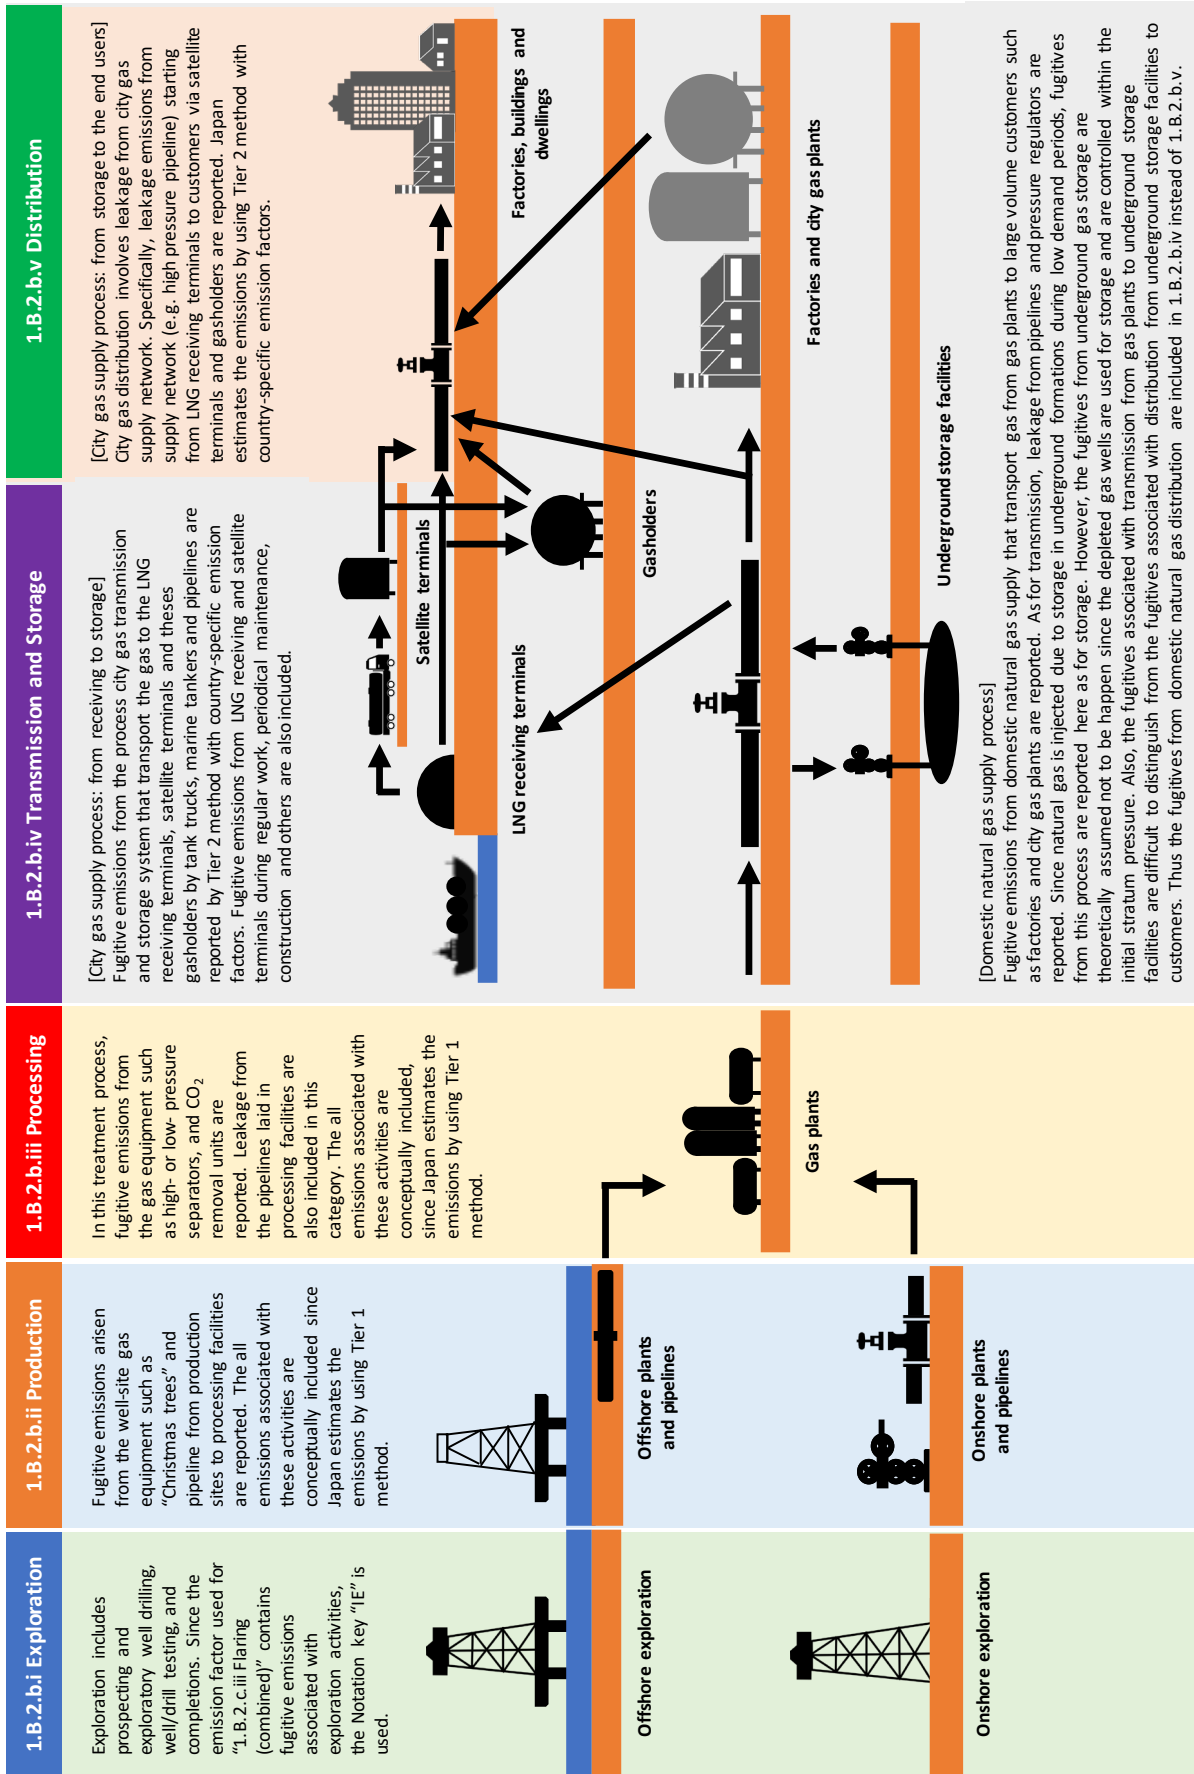 1.B.2.b.i Exploration
Exploration includes
prospecting and
exploratory well drilling,
well/drill testing, and
completions. Since the
emission factor used for
“1.B.2.c.iii Flaring
(combined)” contains
fugitive emissions
associated with
exploration activities,
the Notation key “IE” is
used.
Offshore exploration
Onshore exploration
1.B.2.b.ii Production
Fugitive emissions arisen
from the well-site gas
equipment such as
“Christmas trees” and
pipeline from production
sites to processing facilities
are reported. The all
emissions associated with
these activities are
conceptually included since
Japan estimates the
emissions by using Tier 1
method.
Offshore plants
and pipelines
Onshore plants
and pipelines
1.B.2.b.iii Processing
In this treatment process,
fugitive emissions from
the gas equipment such
as high- or low- pressure
separators, and CO₂
removal units are
reported. Leakage from
the pipelines laid in
processing facilities are
also included in this
category. The all
emissions associated with
these activities are
conceptually included,
since Japan estimates the
emissions by using Tier 1
method.
Gas plants
1.B.2.b.iv Transmission and Storage
[City gas supply process: from receiving to storage]
Fugitive emissions from the process city gas transmission
and storage system that transport the gas to the LNG
receiving terminals, satellite terminals and theses
gasholders by tank trucks, marine tankers and pipelines are
reported by Tier 2 method with country-specific emission
factors. Fugitive emissions from LNG receiving and satellite
terminals during regular work, periodical maintenance,
construction and others are also included.
Satellite terminals
LNG receiving terminals
Gasholders
Underground storage facilities
1.B.2.b.v Distribution
[City gas supply process: from storage to the end users]
City gas distribution involves leakage from city gas
supply network. Specifically, leakage emissions from
supply network (e.g. high pressure pipeline) starting
from LNG receiving terminals to customers via satellite
terminals and gasholders are reported. Japan
estimates the emissions by using Tier 2 method with
country-specific emission factors.
Factories, buildings and
dwellings
Factories and city gas plants
[Domestic natural gas supply process]
Fugitive emissions from domestic natural gas supply that transport gas from gas plants to large volume customers such
as factories and city gas plants are reported. As for transmission, leakage from pipelines and pressure regulators are
reported. Since natural gas is injected due to storage in underground formations during low demand periods, fugitives
from this process are reported here as for storage. However, the fugitives from underground gas storage are
theoretically assumed not to be happen since the depleted gas wells are used for storage and are controlled within the
initial stratum pressure. Also, the fugitives associated with transmission from gas plants to underground storage
facilities are difficult to distinguish from the fugitives associated with distribution from underground storage facilities to
customers. Thus the fugitives from domestic natural gas distribution are included in 1.B.2.b.iv instead of 1.B.2.b.v.